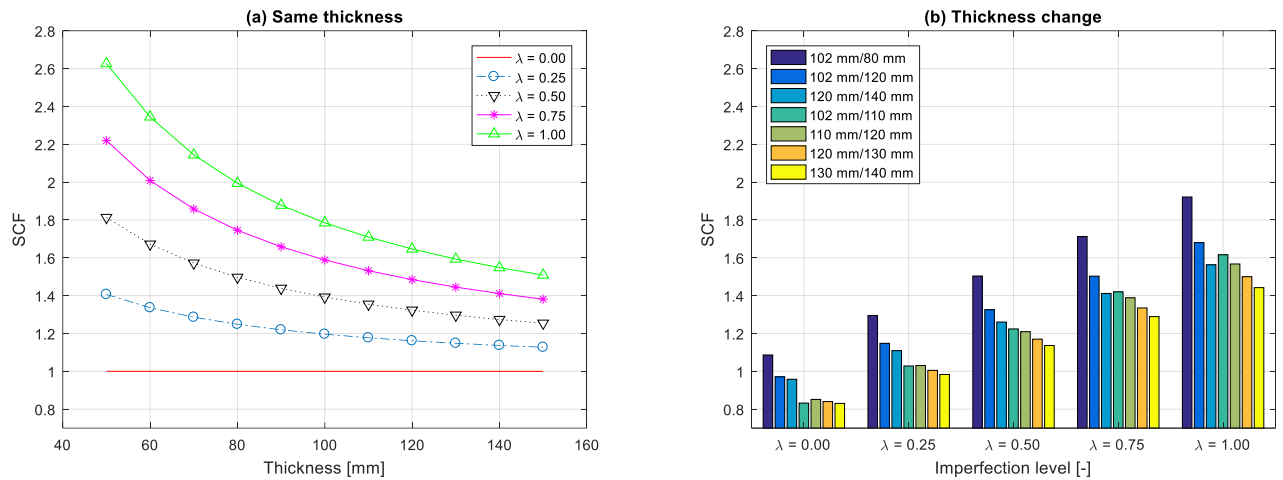 (a) Same thickness
2.8
2.6
2.4
2.2
2
1.8
1.6
1.4
1.2
1
0.8
SCF
40
60
80
100
120
140
160
Thickness [mm]
λ = 0.00
λ = 0.25
λ = 0.50
λ = 0.75
λ = 1.00
(b) Thickness change
2.8
2.6
2.4
2.2
2
1.8
1.6
1.4
1.2
1
0.8
SCF
102 mm/80 mm
102 mm/120 mm
120 mm/140 mm
102 mm/110 mm
110 mm/120 mm
120 mm/130 mm
130 mm/140 mm
λ = 0.00
λ = 0.25
λ = 0.50
λ = 0.75
λ = 1.00
Imperfection level [-]